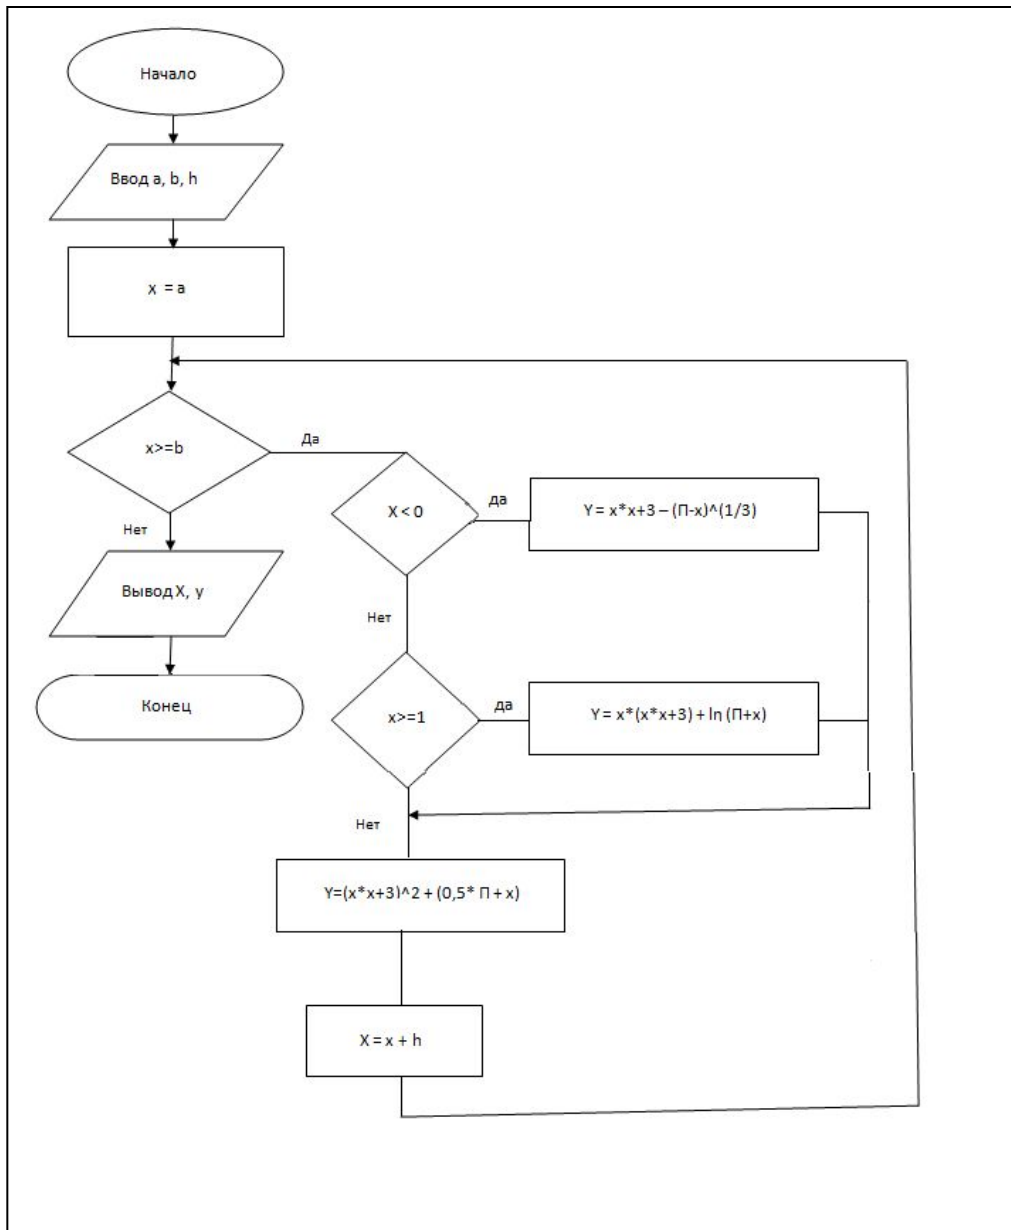 Начало
Ввод a, b, h
x = a
x>=b
Да
Нет
Вывод X, y
Конец
X < 0
да
Y = x*x+3 – (П-x)^(1/3)
Нет
x>=1
да
Y = x*(x*x+3) + ln (П+x)
Нет
Y=(x*x+3)^2 + (0,5* П + x)
X = x + h